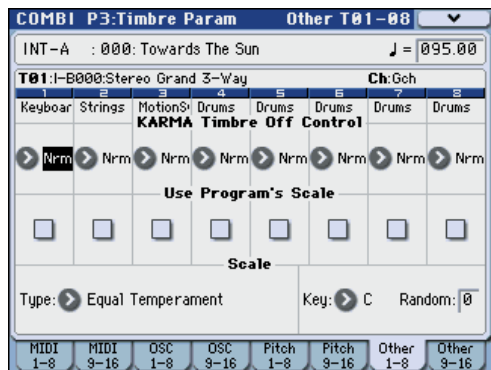 COMBI P3:Timbre Param Other T01-08
INT-A : 000: Towards The Sun ♩ = 095.00
T01:I-B000:Stereo Grand 3-Way Ch:Gch
1 2 3 4 5 6 7 8
Keyboar Strings MotionS Drums Drums Drums Drums Drums
KARMA Timbre Off Control
Nrm Nrm Nrm Nrm Nrm Nrm Nrm Nrm
Use Program's Scale
Scale
Type: Equal Temperament Key: C Random: 0
MIDI MIDI OSC OSC Pitch Pitch Other Other
1-8 9-16 1-8 9-16 1-8 9-16 1-8 9-16